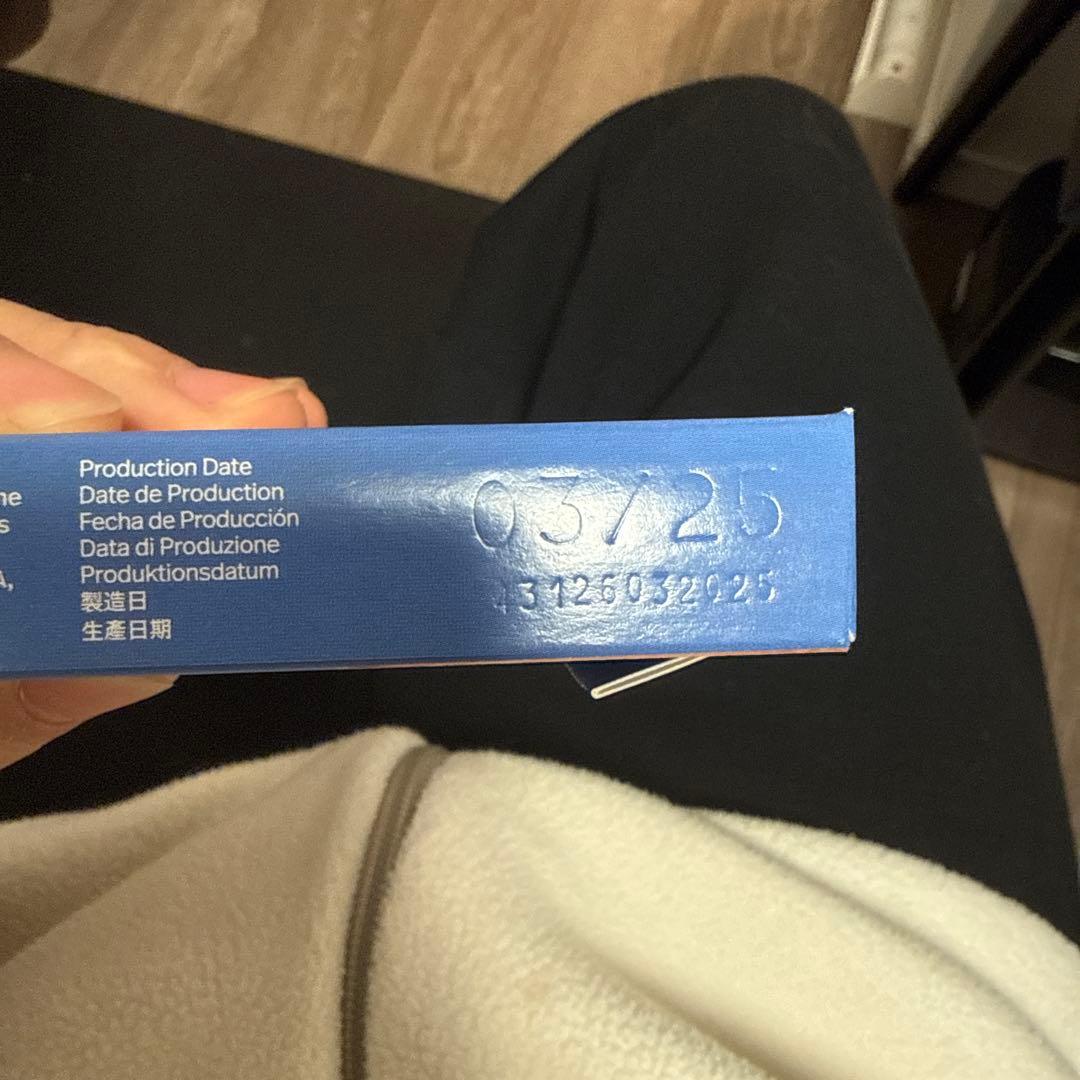 ne
s
A,
Production Date
Date de Production
Fecha de Producción
Data di Produzione
Produktionsdatum
製造日
生產日期
03/25